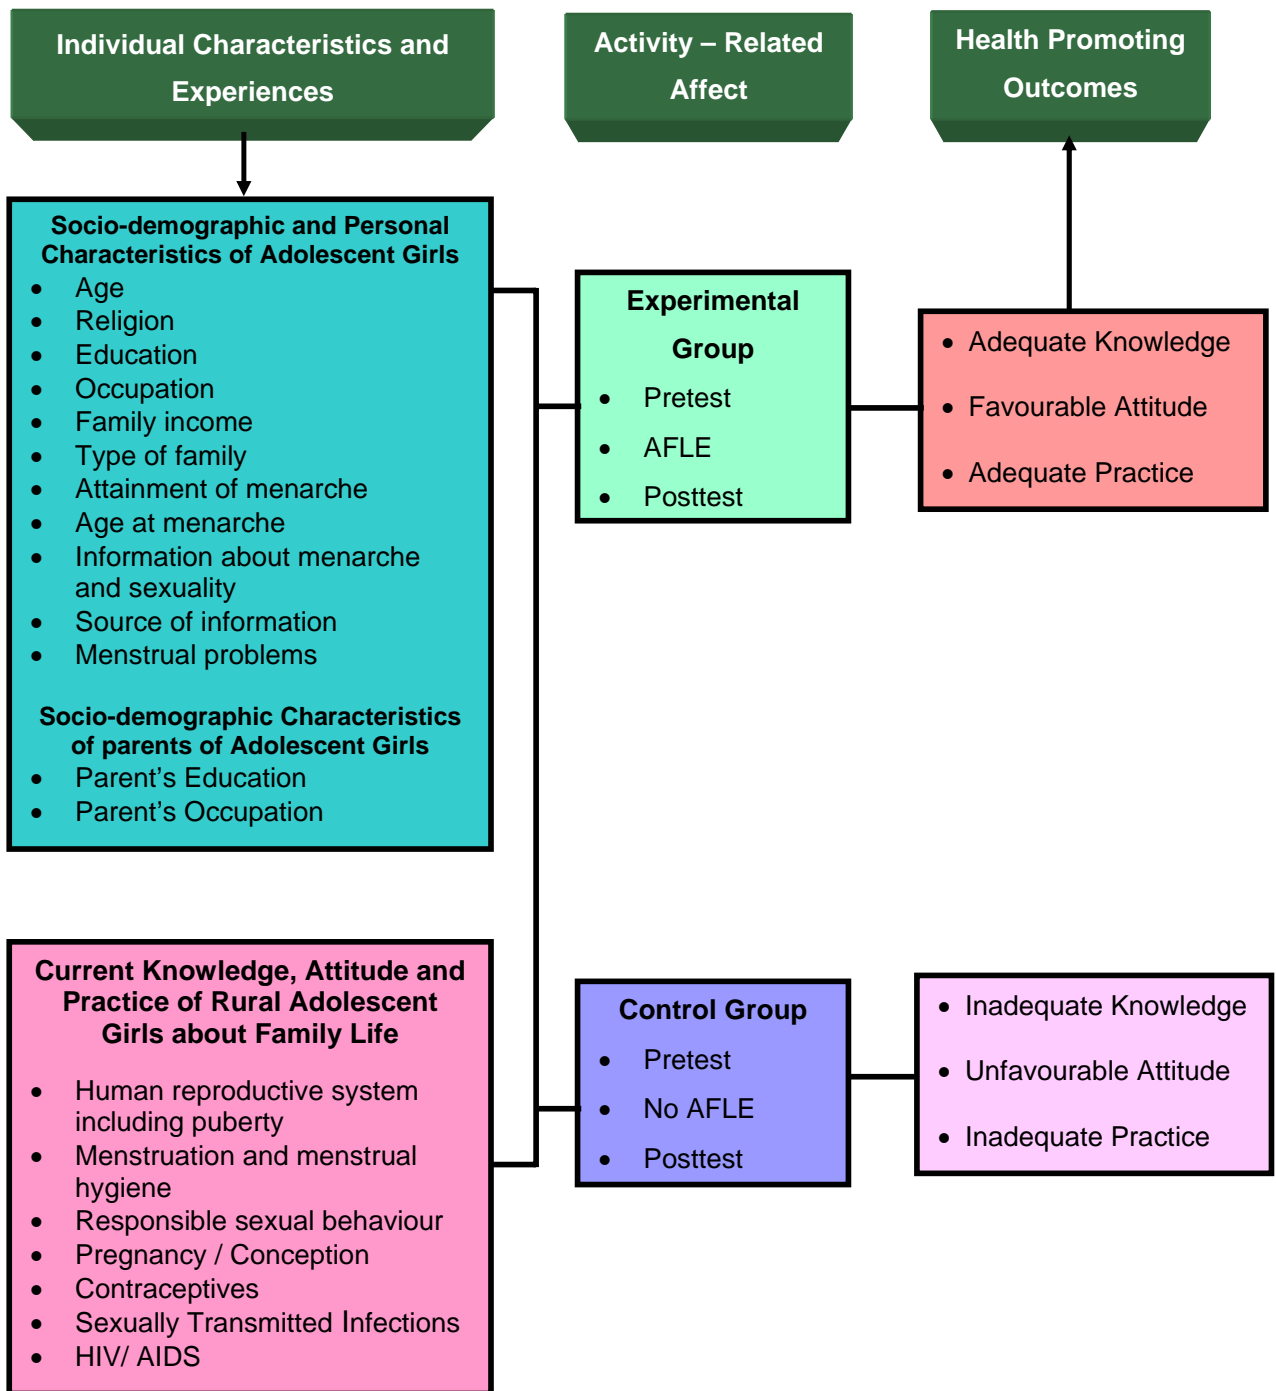 Individual Characteristics and
Experiences
Activity – Related
Affect
Health Promoting
Outcomes
Socio-demographic and Personal
Characteristics of Adolescent Girls
• Age
• Religion
• Education
• Occupation
• Family income
• Type of family
• Attainment of menarche
• Age at menarche
• Information about menarche
and sexuality
• Source of information
• Menstrual problems
Socio-demographic Characteristics
of parents of Adolescent Girls
• Parent’s Education
• Parent’s Occupation
Current Knowledge, Attitude and
Practice of Rural Adolescent
Girls about Family Life
• Human reproductive system
including puberty
• Menstruation and menstrual
hygiene
• Responsible sexual behaviour
• Pregnancy / Conception
• Contraceptives
• Sexually Transmitted Infections
• HIV/ AIDS
Experimental
Group
• Pretest
• AFLE
• Posttest
Control Group
• Pretest
• No AFLE
• Posttest
• Adequate Knowledge
• Favourable Attitude
• Adequate Practice
• Inadequate Knowledge
• Unfavourable Attitude
• Inadequate Practice